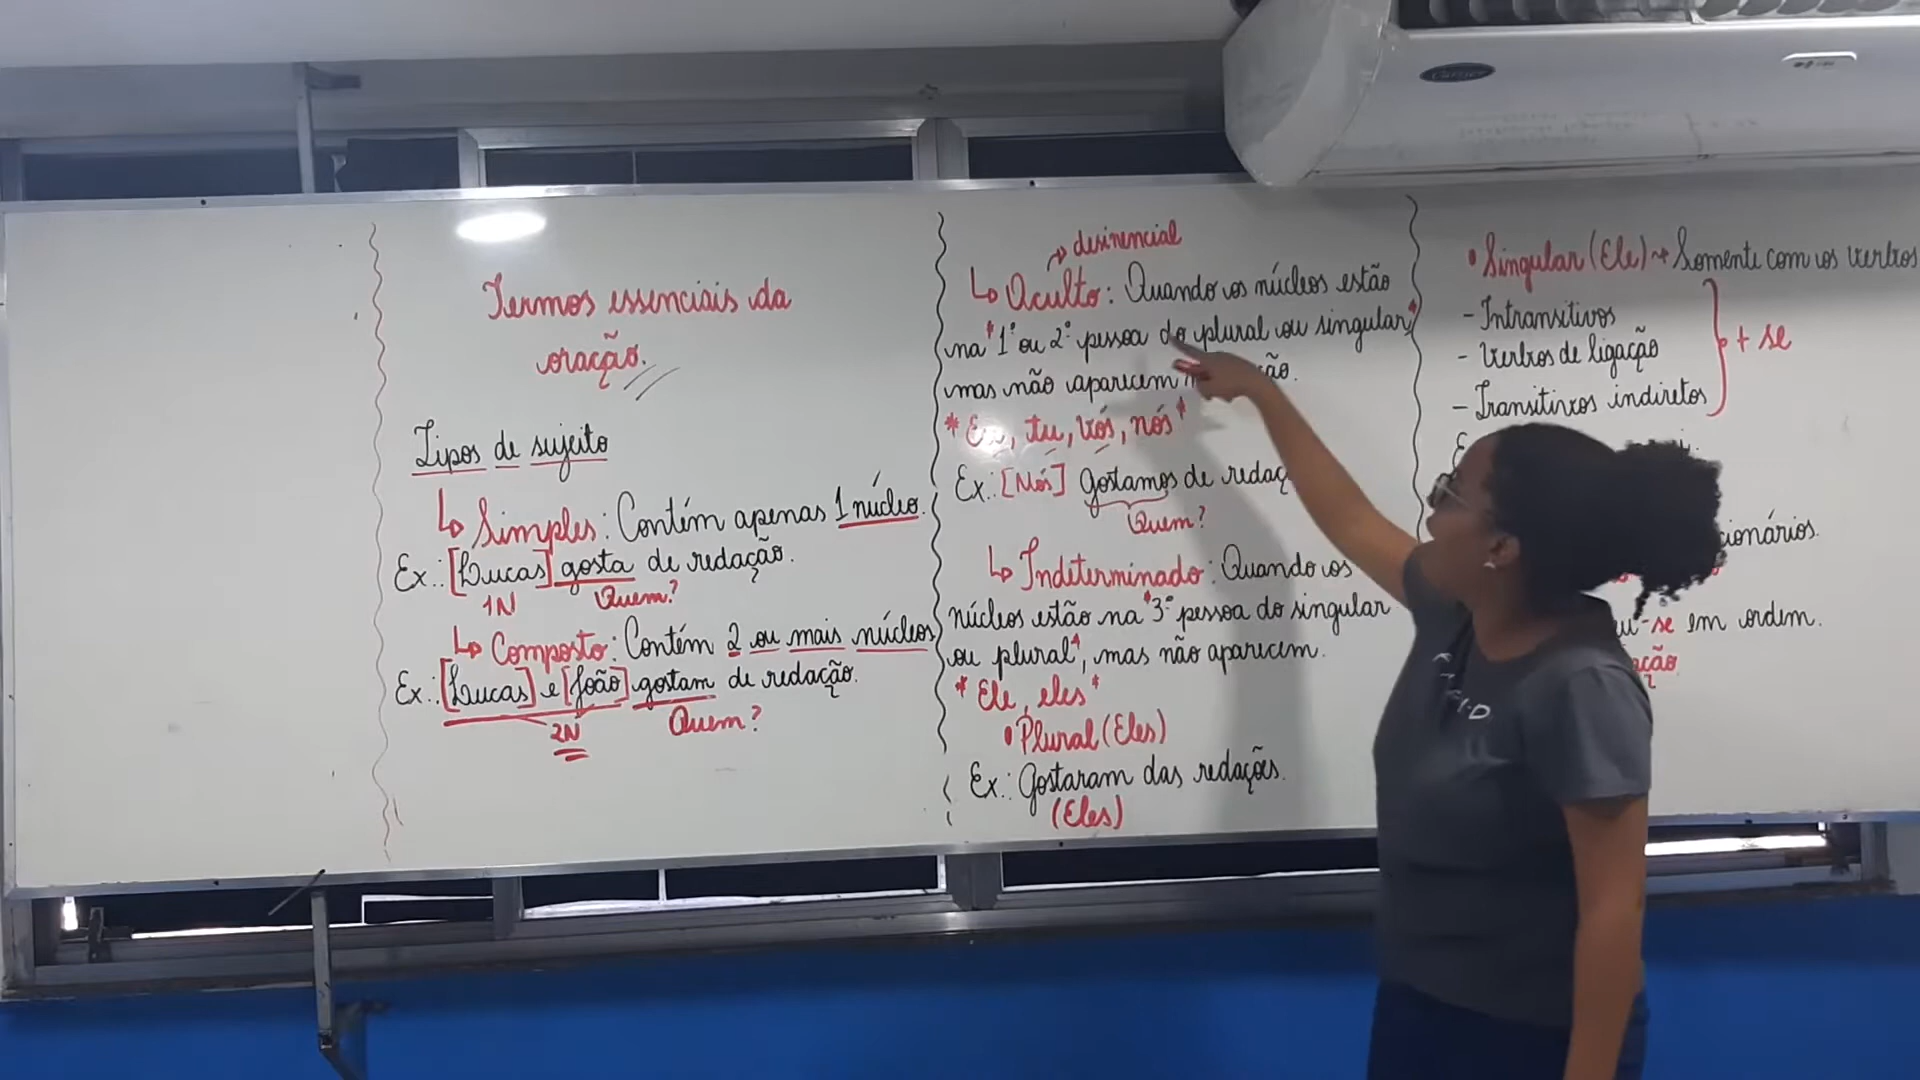 Termos essenciais da
oração.
Tipos de sujeito
Simples: Contém apenas 1 núcleo.
Ex.: [Lucas] gosta de redação.
1N Quem?
Composto: Contém 2 ou mais núcleos
Ex.: [Lucas] e [João] gostam de redação.
2N Quem?
desinencial
Oculto: Quando os núcleos estão
na *1ª ou 2ª pessoa do plural ou singular*
mas não aparecem
*Eu, tu, vós, nós*
Ex.: [Nós] Gostamos de
Quem?
Indeterminado: Quando os
núcleos estão na *3ª pessoa do singular
ou plural*, mas não aparecem.
*Ele, eles*
• Plural (Eles)
Ex.: Gostaram das redações.
(Eles)
• Singular (Ele) → Somente com os verbos
- Intransitivos
- Verbos de ligação
- Transitivos indiretos
+ se
-se em ordem.
Carrier